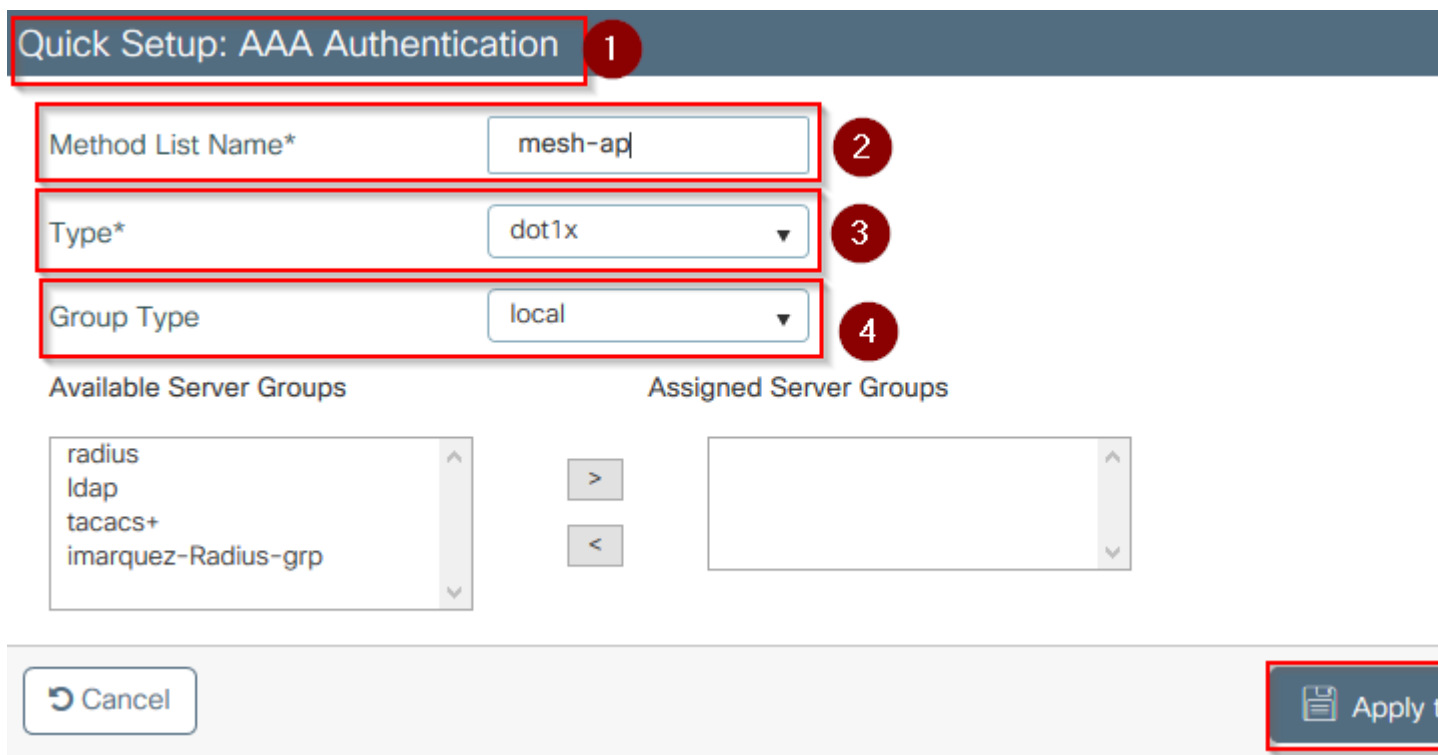 Quick Setup: AAA Authentication 1
Method List Name* mesh-ap 2
Type* dot1x ▼ 3
Group Type local ▼ 4
Available Server Groups Assigned Server Groups
radius
ldap
tacacs+
imarquez-Radius-grp
>
<
Cancel Apply t